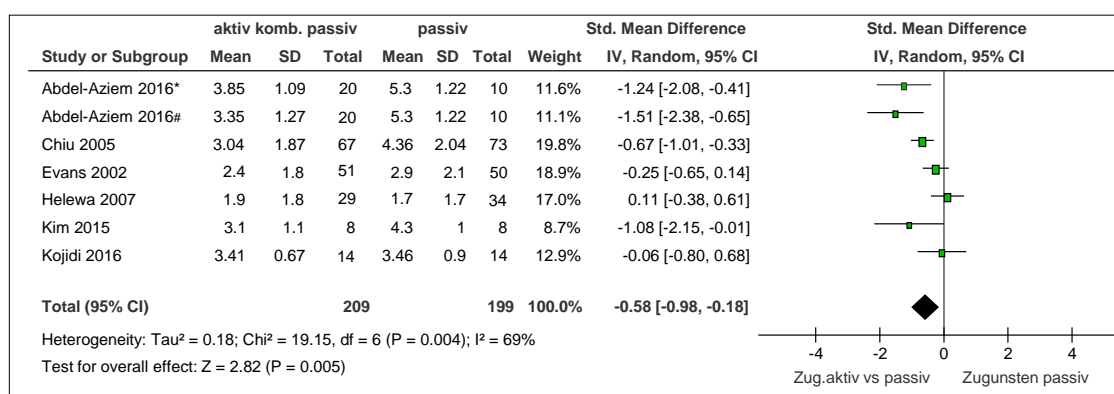 aktiv komb. passiv passiv Std. Mean Difference Std. Mean Difference
Study or Subgroup Mean SD Total Mean SD Total Weight IV, Random, 95% CI IV, Random, 95% CI
Abdel-Aziem 2016* 3.85 1.09 20 5.3 1.22 10 11.6% -1.24 [-2.08, -0.41]
Abdel-Aziem 2016# 3.35 1.27 20 5.3 1.22 10 11.1% -1.51 [-2.38, -0.65]
Chiu 2005 3.04 1.87 67 4.36 2.04 73 19.8% -0.67 [-1.01, -0.33]
Evans 2002 2.4 1.8 51 2.9 2.1 50 18.9% -0.25 [-0.65, 0.14]
Helewa 2007 1.9 1.8 29 1.7 1.7 34 17.0% 0.11 [-0.38, 0.61]
Kim 2015 3.1 1.1 8 4.3 1 8 8.7% -1.08 [-2.15, -0.01]
Kojidi 2016 3.41 0.67 14 3.46 0.9 14 12.9% -0.06 [-0.80, 0.68]
Total (95% CI) 209 199 100.0% -0.58 [-0.98, -0.18]
Heterogeneity: Tau² = 0.18; Chi² = 19.15, df = 6 (P = 0.004); I² = 69%
Test for overall effect: Z = 2.82 (P = 0.005)
-4 -2 0 2 4
Zug.aktiv vs passiv Zugunsten passiv